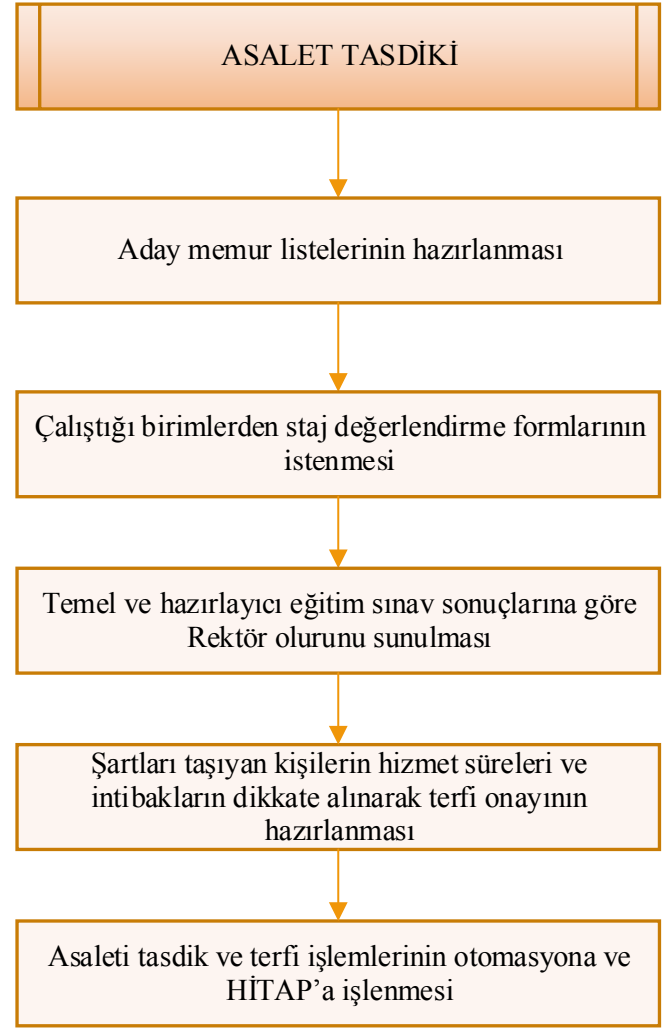 ASALET TASDİKİ
Aday memur listelerinin hazırlanması
Çalıştığı birimlerden staj değerlendirme formlarının
istenmesi
Temel ve hazırlayıcı eğitim sınav sonuçlarına göre
Rektör olurunu sunulması
Şartları taşıyan kişilerin hizmet süreleri ve
intibakların dikkate alınarak terfi onayının
hazırlanması
Asaleti tasdik ve terfi işlemlerinin otomasyona ve
HİTAP’a işlenmesi